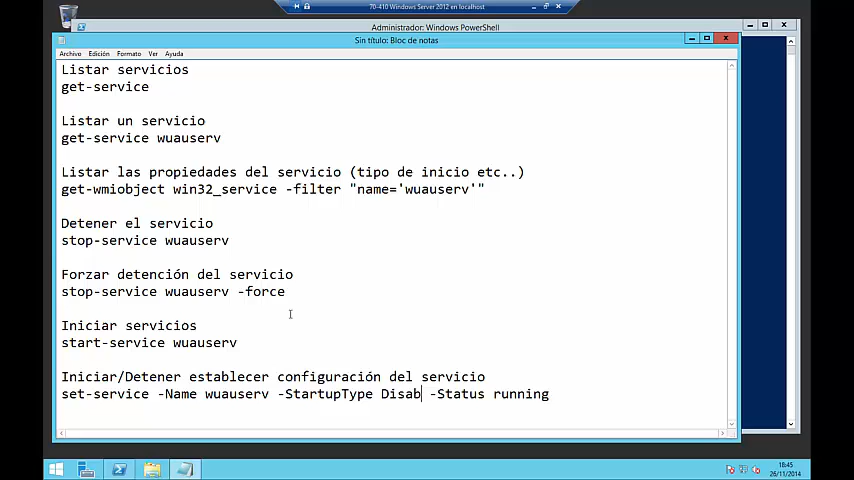 70-410 Windows Server 2012 en localhost
Administrador: Windows PowerShell
Sin título: Bloc de notas
Archivo Edición Formato Ver Ayuda
Listar servicios
get-service
Listar un servicio
get-service wuauserv
Listar las propiedades del servicio (tipo de inicio etc..)
get-wmiobject win32_service -filter "name='wuauserv'"
Detener el servicio
stop-service wuauserv
Forzar detención del servicio
stop-service wuauserv -force
Iniciar servicios
start-service wuauserv
Iniciar/Detener establecer configuración del servicio
set-service -Name wuauserv -StartupType Disab -Status running
18:45
26/11/2014